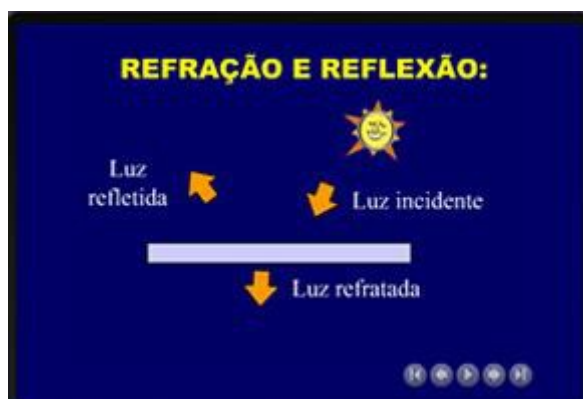 REFRAÇÃO E REFLEXÃO:
Luz
refletida
Luz incidente
Luz refratada